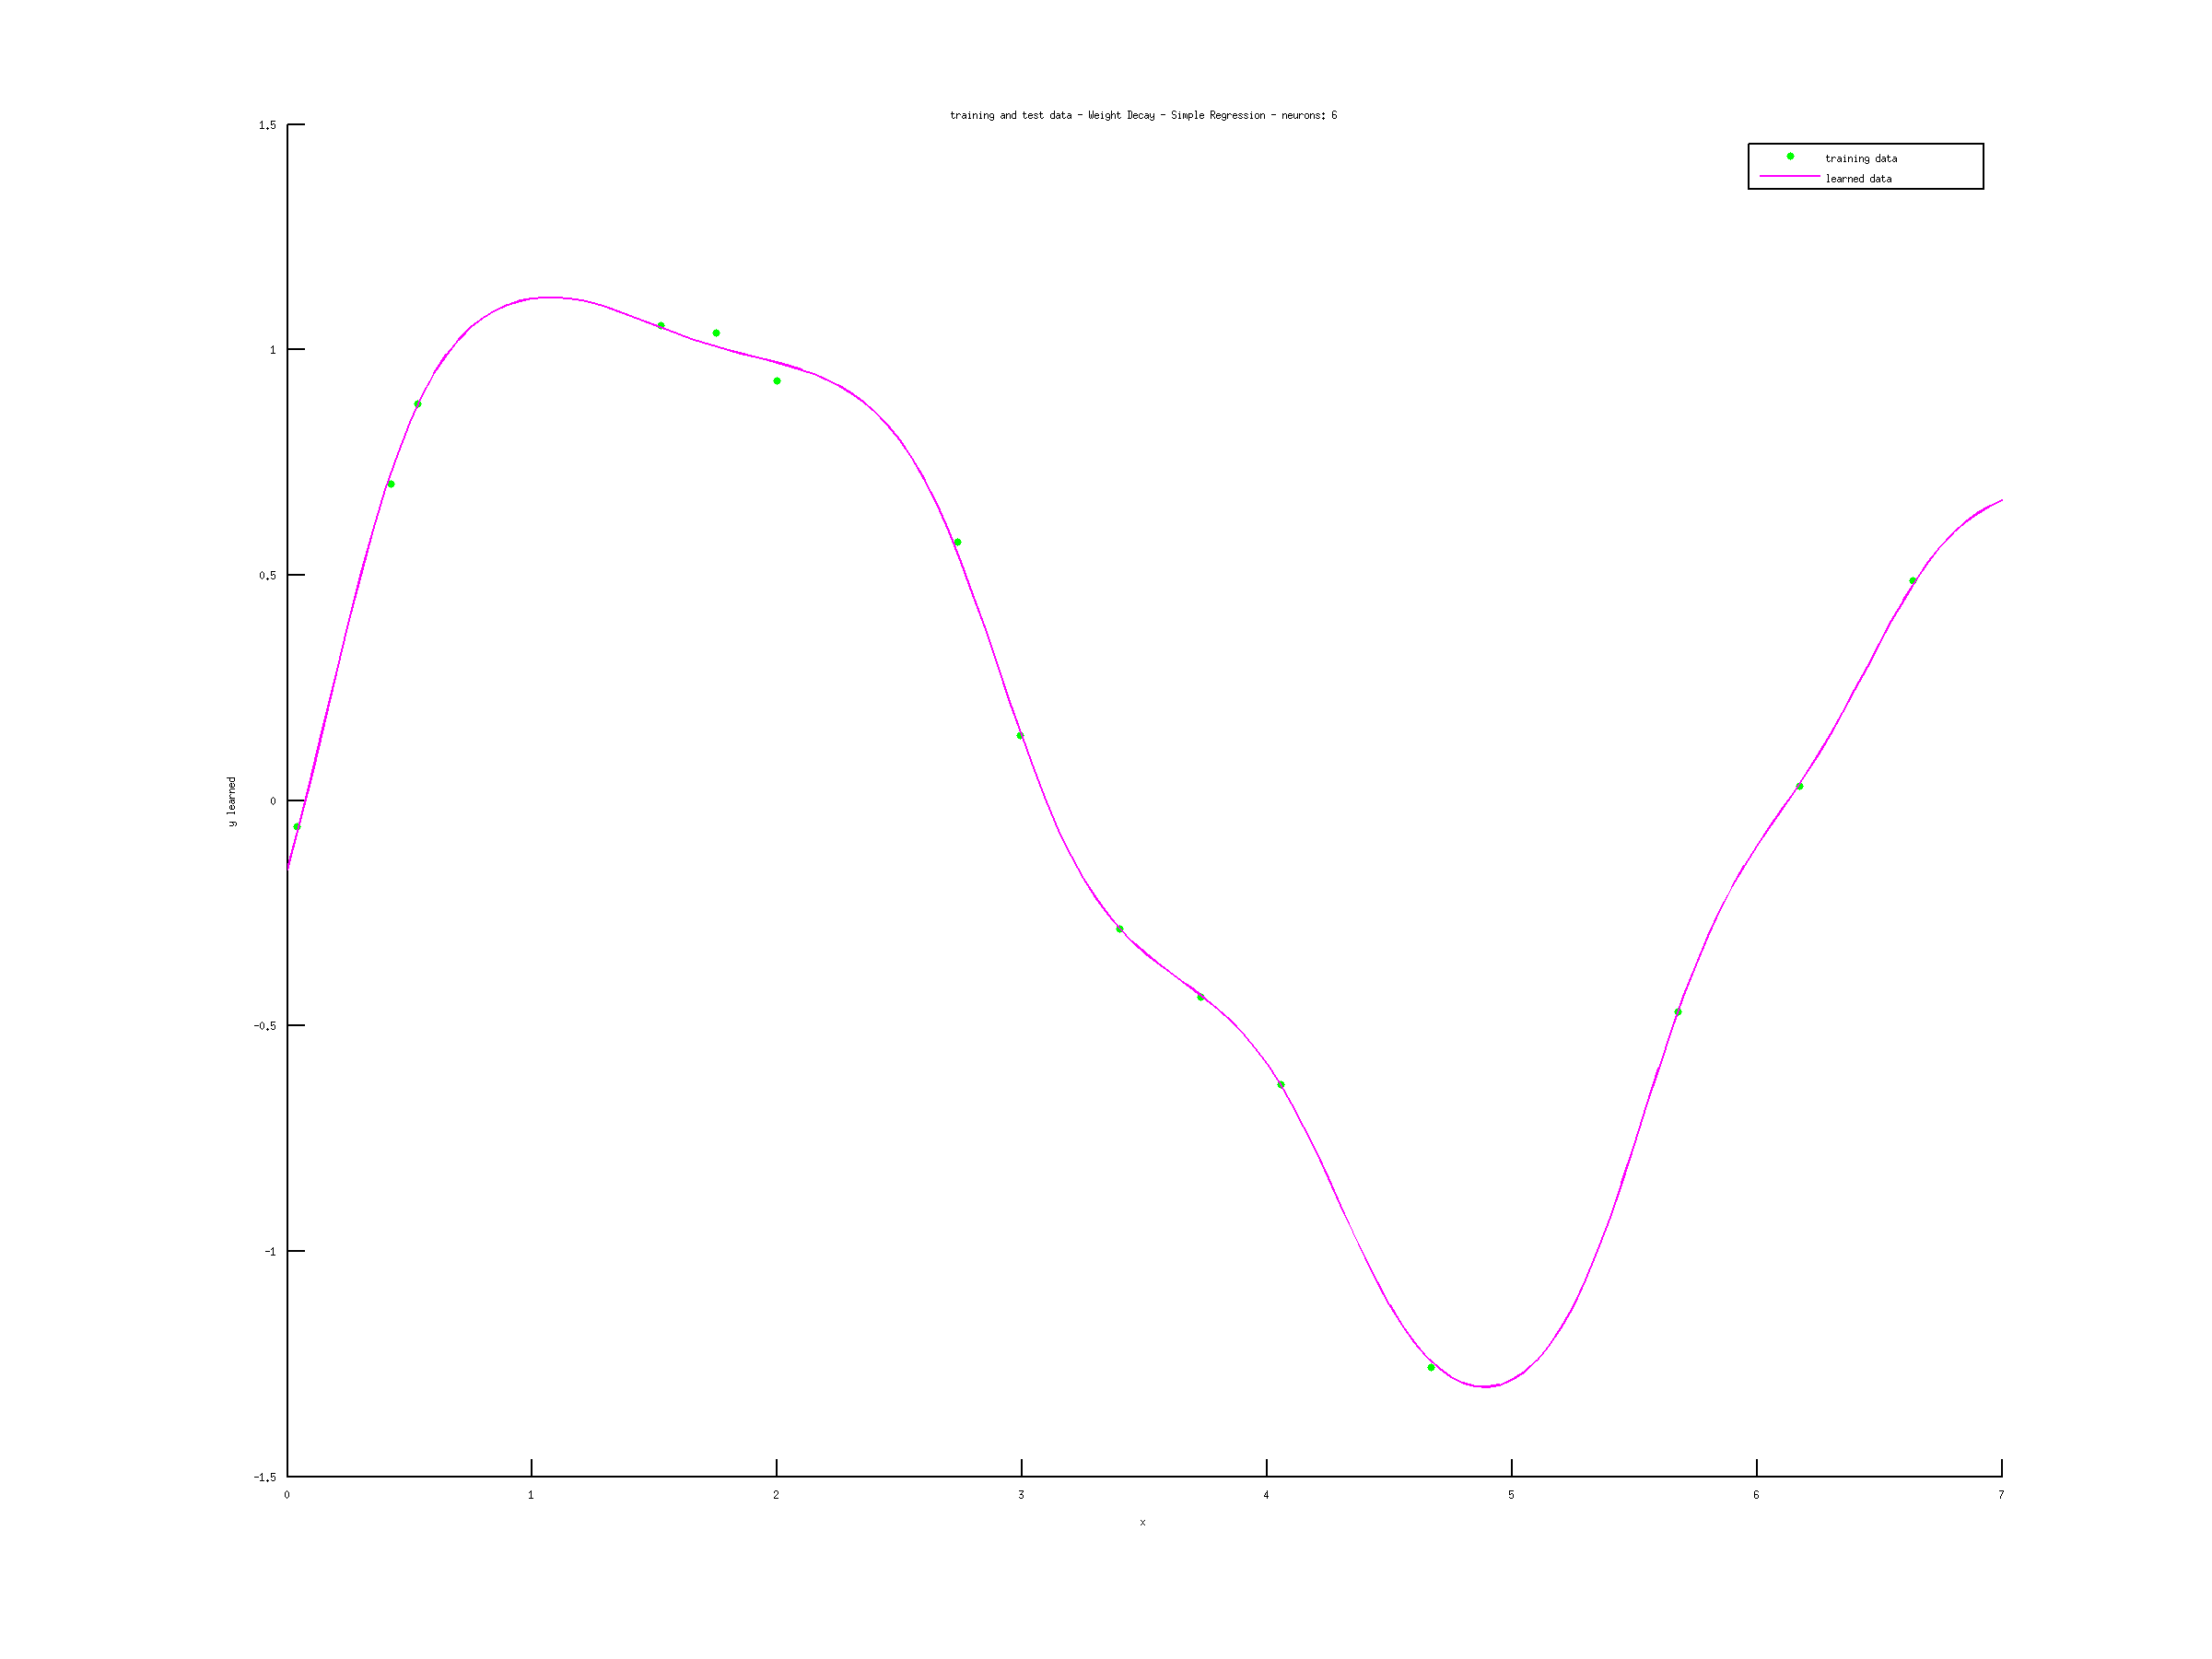 training and test data - Weight Decay - Simple Regression - neurons: 6
training data
learned data
1.5
1
0.5
0
-0.5
-1
-1.5
y learned
0 1 2 3 4 5 6 7
x